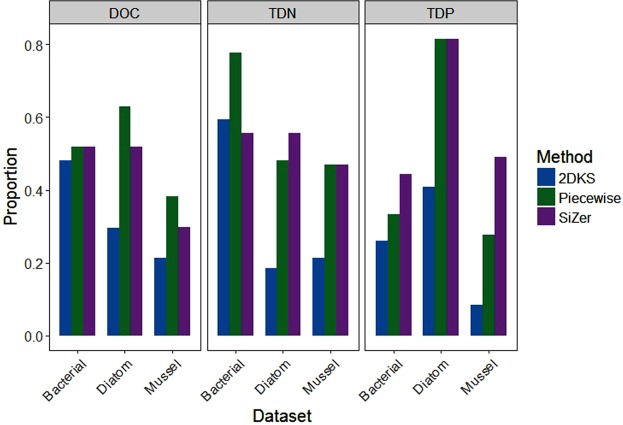 DOC TDN TDP
Proportion
0.8
0.6
0.4
0.2
0.0
Bacterial Diatom Mussel Bacterial Diatom Mussel Bacterial Diatom Mussel
Dataset
Method
2DKS
Piecewise
SiZer